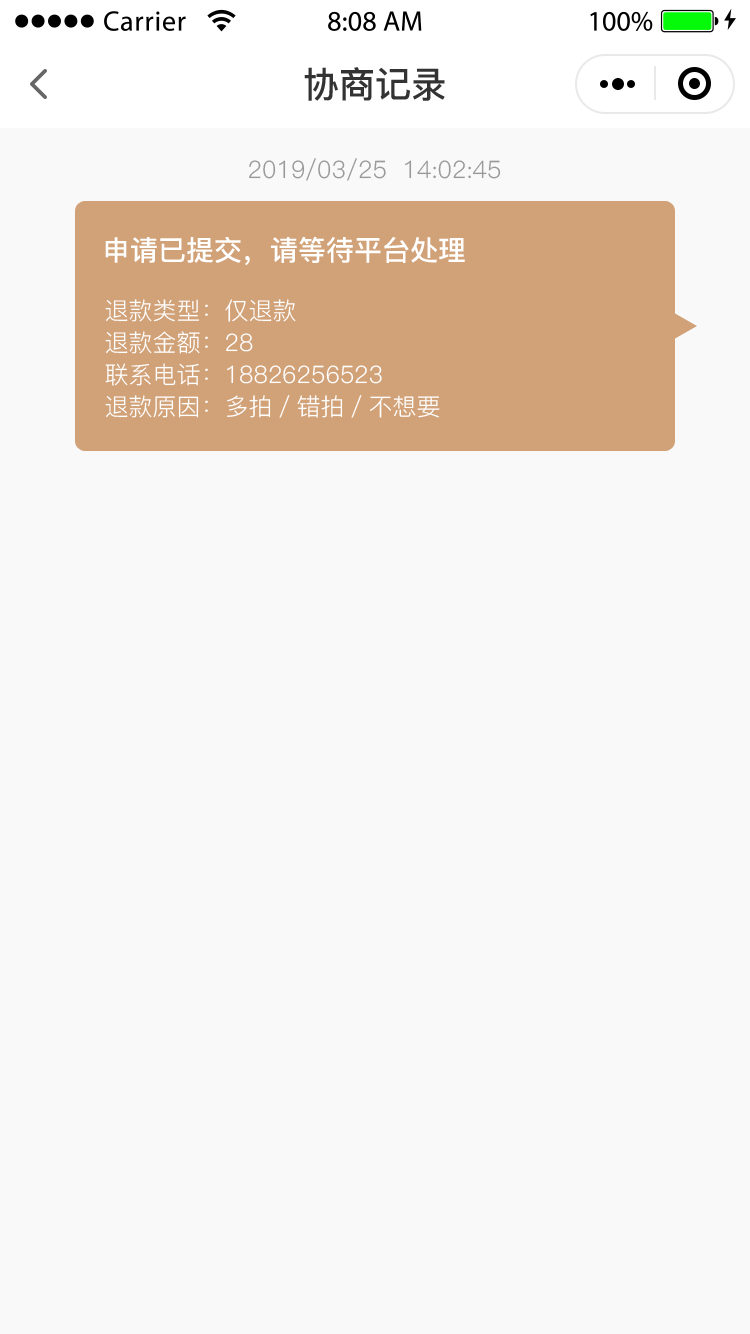 Carrier 8:08 AM 100%
协商记录
2019/03/25 14:02:45
申请已提交，请等待平台处理
退款类型：仅退款
退款金额：28
联系电话：18826256523
退款原因：多拍 / 错拍 / 不想要